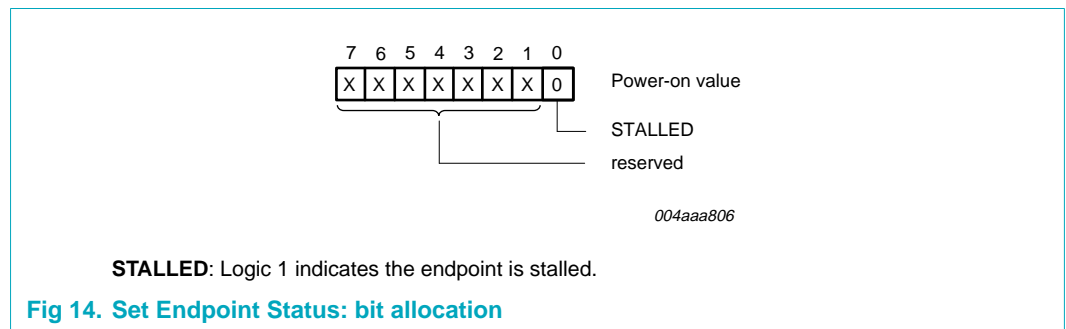 7 6 5 4 3 2 1 0
X X X X X X X 0 Power-on value
STALLED
reserved
004aaa806
STALLED: Logic 1 indicates the endpoint is stalled.
Fig 14. Set Endpoint Status: bit allocation